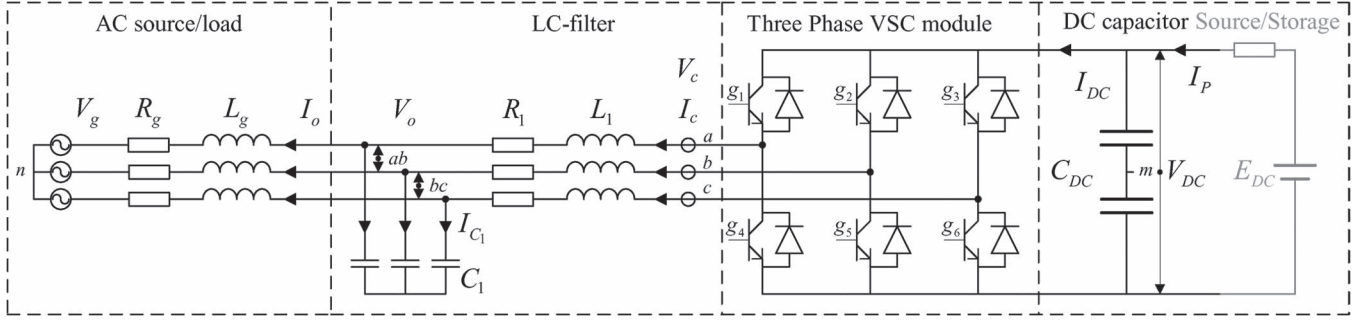 AC source/load LC-filter Three Phase VSC module DC capacitor Source/Storage
V_g R_g L_g I_o V_o R_1 L_1 V_c I_c I_DC I_P
g_1 g_2 g_3
a
ab
n b C_DC m V_DC E_DC
bc
c
I_C_1 g_4 g_5 g_6
C_1